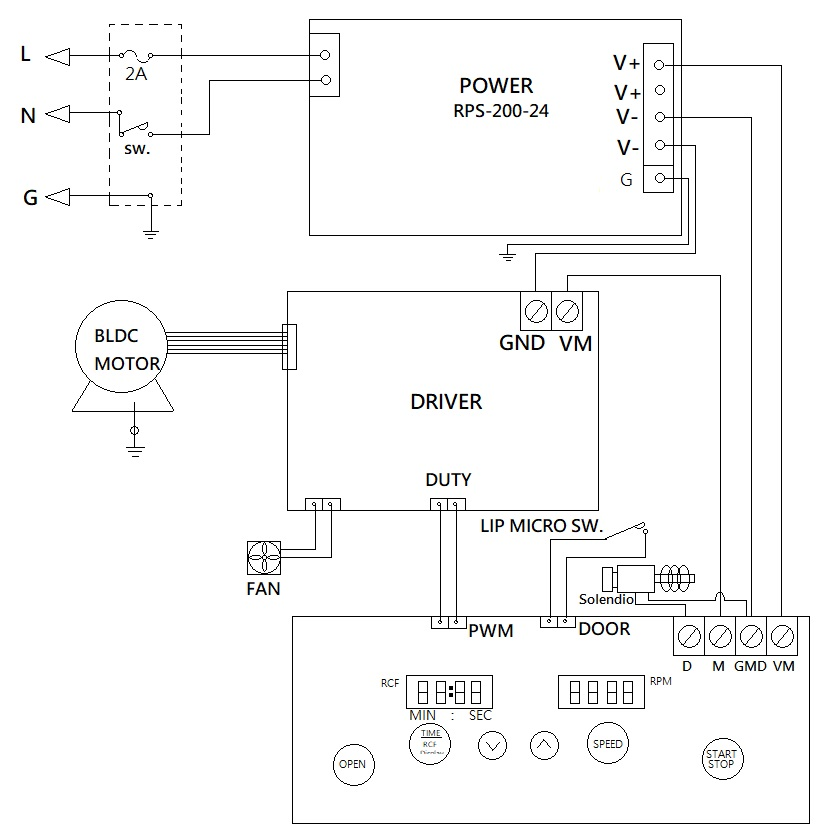 L
2A
N
SW.
G
POWER
RPS-200-24
V+
V+
V-
V-
G
BLDC
MOTOR
GND VM
DRIVER
DUTY
FAN
LIP MICRO SW.
Solendio
PWM
DOOR
D M GMD VM
RCF
MIN : SEC
RPM
TIME
RCF
Display
OPEN
SPEED
START
STOP